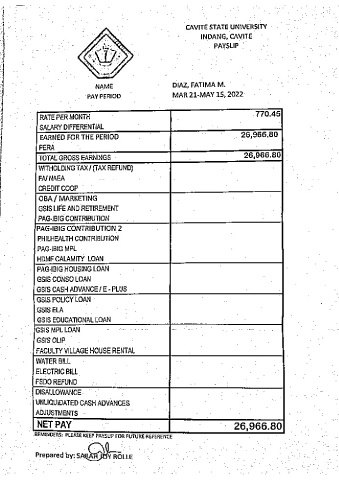 CAVITE STATE UNIVERSITY
INDANG, CAVITE
PAYSLIP
NAME DIAZ, FATIMA M.
PAY PERIOD MAR 21-MAY 15, 2022
RATE PER MONTH 770.45
SALARY DIFFERENTIAL
EARNED FOR THE PERIOD 26,966.80
PERA
TOTAL GROSS EARNINGS 26,966.80
WITHOLDING TAX / (TAX REFUND)
FAI/NAEA
CREDIT COOP
OBA / MARKETING
GSIS LIFE AND RETIREMENT
PAG-IBIG CONTRIBUTION
PAG-IBIG CONTRIBUTION 2
PHILHEALTH CONTRIBUTION
PAG-IBIG MPL
HDMF CALAMITY LOAN
PAG-IBIG HOUSING LOAN
GSIS CONSO LOAN
GSIS CASH ADVANCE / E - PLUS
GSIS POLICY LOAN
GSIS ELA
GSIS EDUCATIONAL LOAN
GSIS MPL LOAN
GSIS OLIP
FACULTY VILLAGE HOUSE RENTAL
WATER BILL
ELECTRIC BILL
FSDO REFUND
DISALLOWANCE
UNLIQUIDATED CASH ADVANCES
ADJUSTMENTS
NET PAY 26,966.80
REMINDERS: PLEASE KEEP PAYSLIP FOR FUTURE REFERENCE
Prepared by: SARAH JOY ROLLE